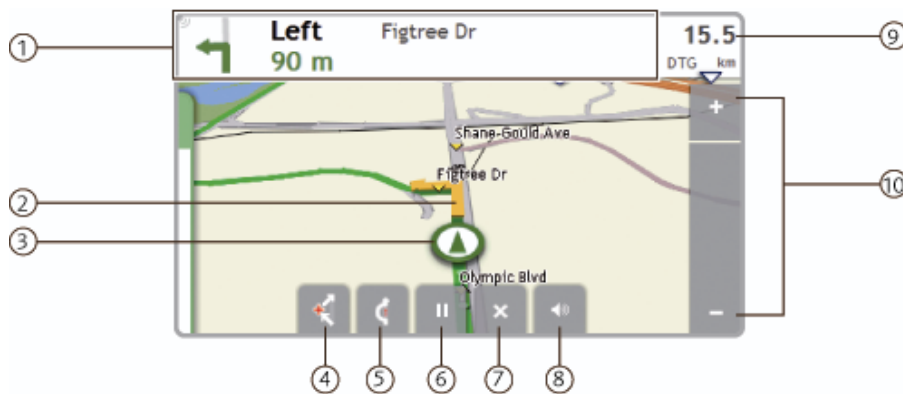 Left Figtree Dr
90 m
15.5
DTG km
+
Shane-Gould Ave
Figtree Dr
Olympic Blvd
−
1
2
3
4
5
6
7
8
9
10